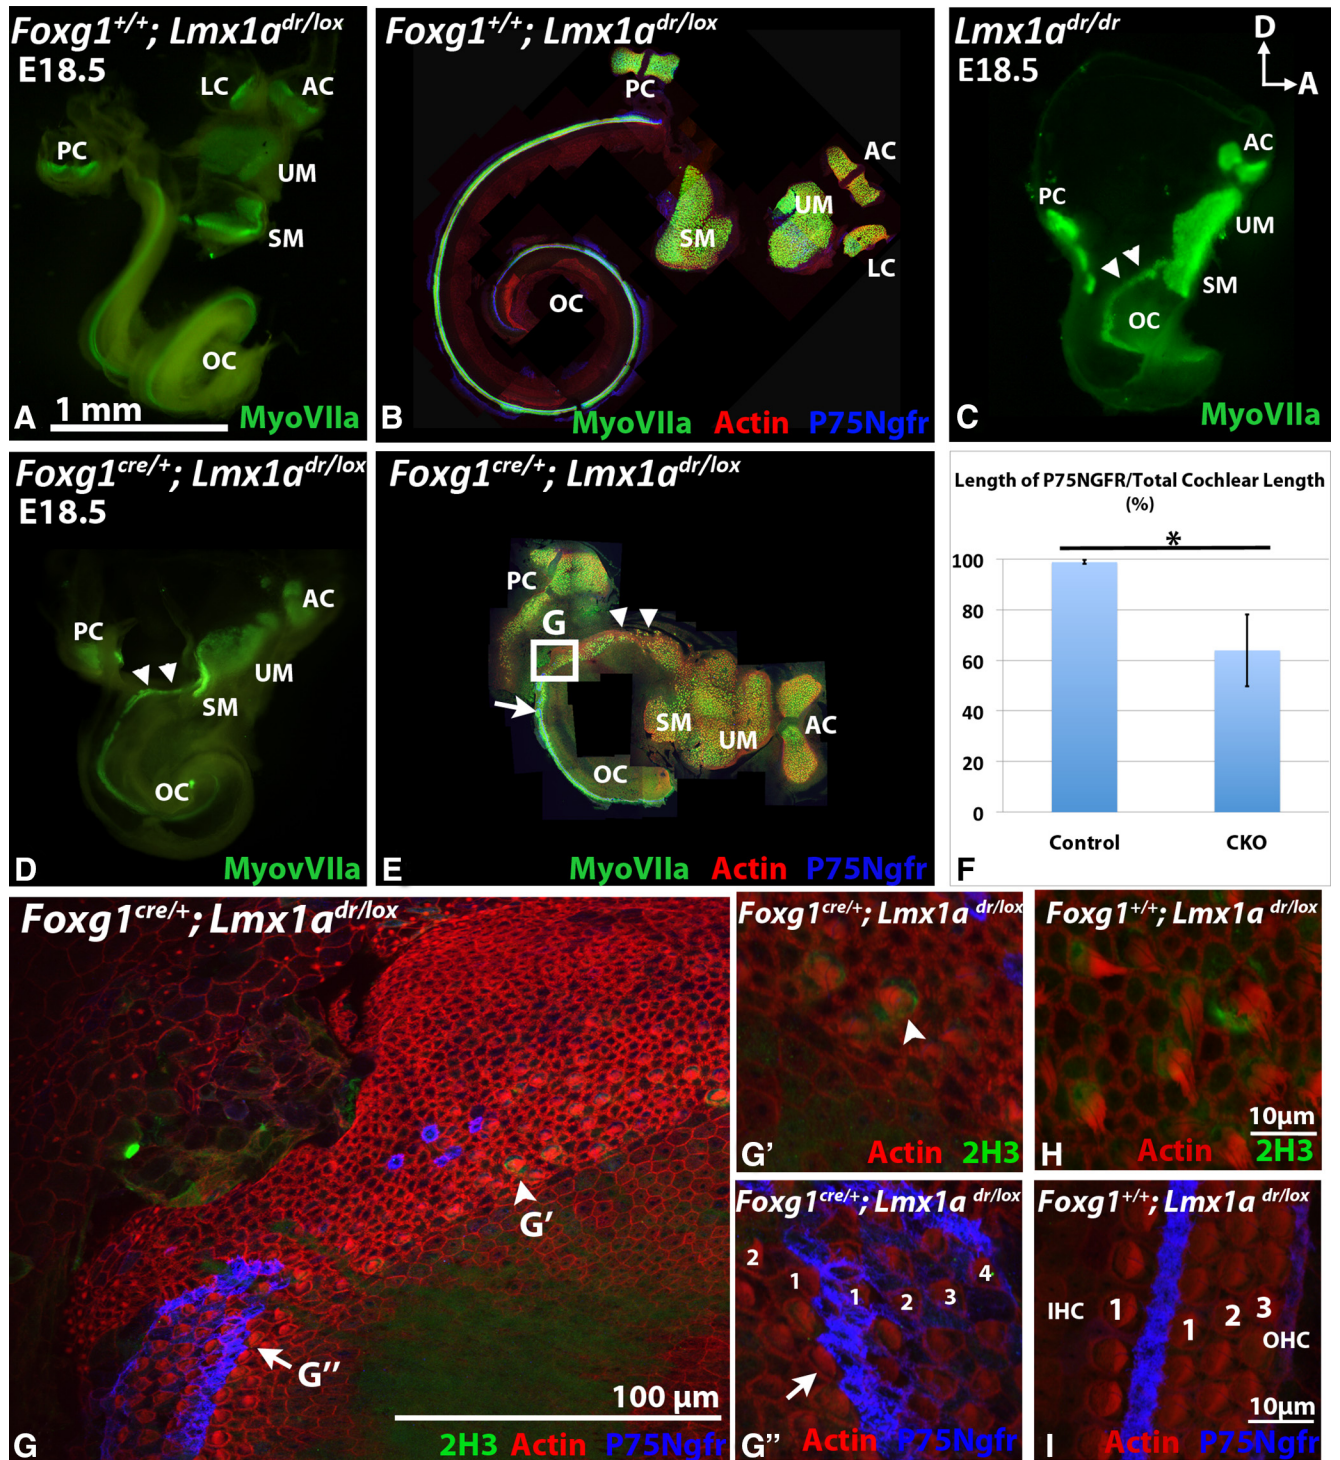 Foxg1+/+; Lmx1adr/lox
E18.5
LC
AC
PC
UM
SM
OC
1 mm
A
MyoVIIa
Foxg1+/+; Lmx1adr/lox
PC
AC
UM
SM
LC
OC
B
MyoVIIa Actin P75Ngfr
Lmx1adr/dr
E18.5
D
A
AC
PC
UM
SM
OC
C
MyoVIIa
Foxg1cre/+; Lmx1adr/lox
E18.5
AC
PC
UM
SM
OC
D
MyovVIIa
Foxg1cre/+; Lmx1adr/lox
PC
G
SM
UM
AC
OC
E
MyoVIIa Actin P75Ngfr
Length of P75NGFR/Total Cochlear Length
(%)
*
100
80
60
40
20
0
Control CKO
F
Foxg1cre/+; Lmx1adr/lox
G'
G''
100 µm
G
2H3 Actin P75Ngfr
Foxg1cre/+; Lmx1a dr/lox
G'
Actin 2H3
Foxg1+/+; Lmx1a dr/lox
10µm
H
Actin 2H3
Foxg1cre/+; Lmx1a dr/lox
2
1
1
2
3
4
G''
Actin P75Ngfr
Foxg1+/+; Lmx1a dr/lox
IHC 1
1
2
3
OHC
10µm
I
Actin P75Ngfr